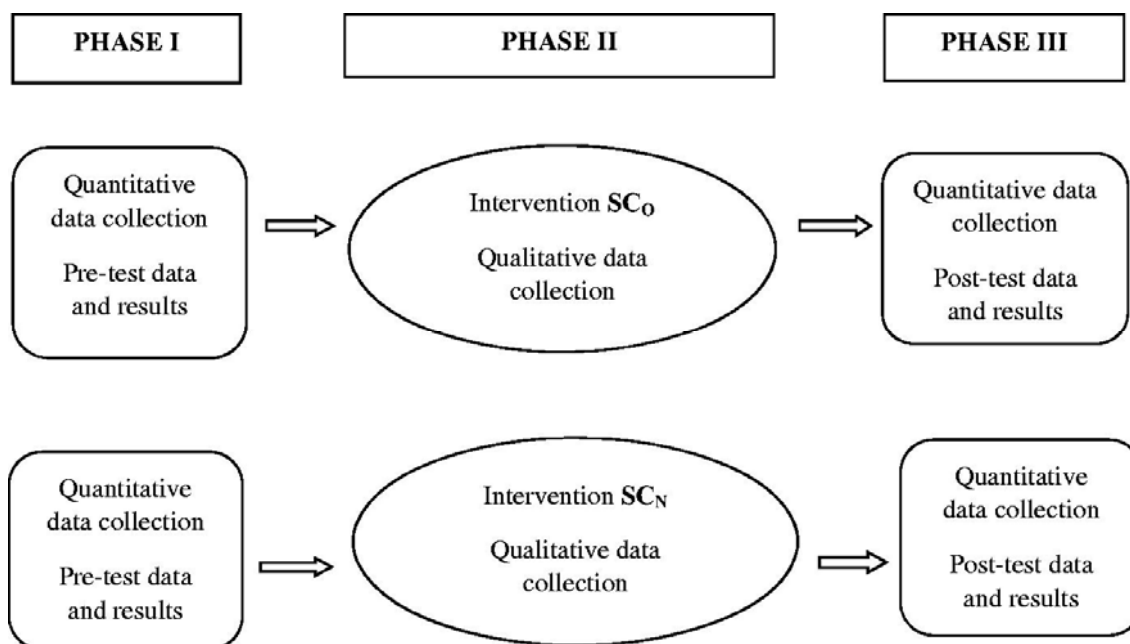 PHASE I
PHASE II
PHASE III
Quantitative
data collection
Pre-test data
and results
Intervention SCO
Qualitative data
collection
Quantitative data
collection
Post-test data
and results
Quantitative
data collection
Pre-test data
and results
Intervention SCN
Qualitative data
collection
Quantitative
data collection
Post-test data
and results